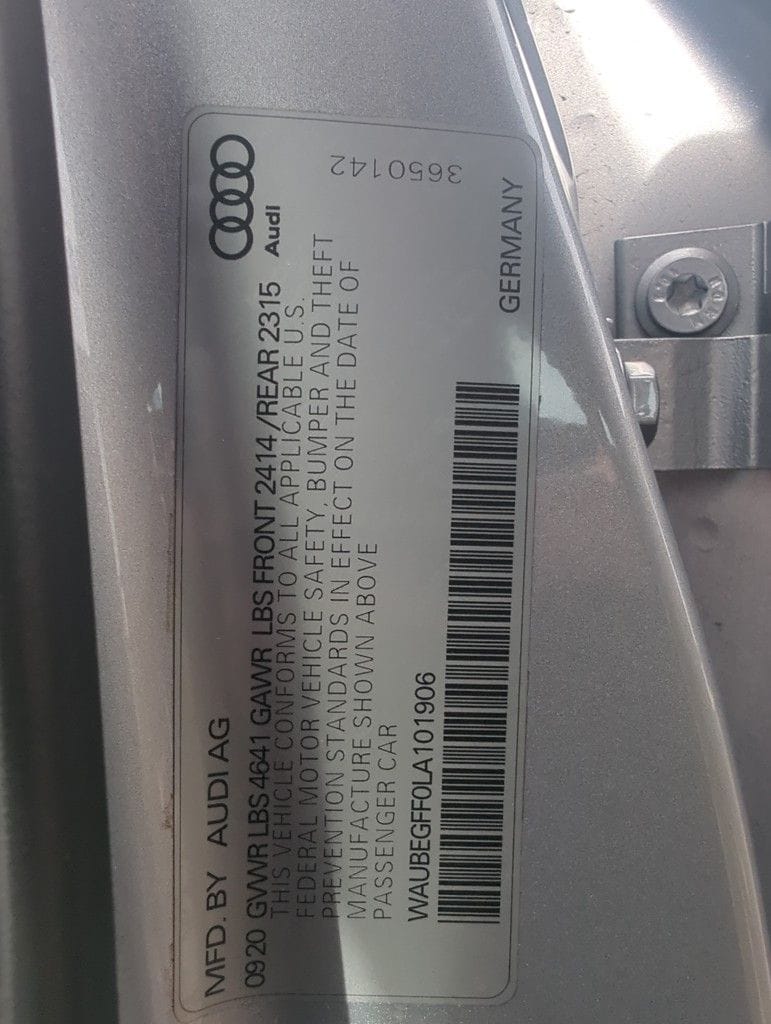 MFD. BY AUDI AG
Audi
0920 GVWR LBS 4641 GAWR LBS FRONT 2414 /REAR 2315
THIS VEHICLE CONFORMS TO ALL APPLICABLE U.S.
FEDERAL MOTOR VEHICLE SAFETY, BUMPER AND THEFT
PREVENTION STANDARDS IN EFFECT ON THE DATE OF
MANUFACTURE SHOWN ABOVE
PASSENGER CAR
3650142
WAUBEGFF0LA101906
GERMANY